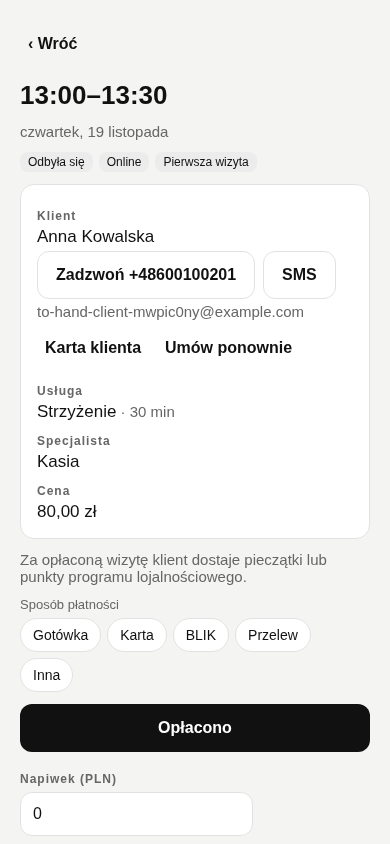 ‹ Wróć
13:00–13:30
czwartek, 19 listopada
Odbyła się Online Pierwsza wizyta
Klient
Anna Kowalska
Zadzwoń +48600100201 SMS
to-hand-client-mwpic0ny@example.com
Karta klienta Umów ponownie
Usługa
Strzyżenie · 30 min
Specjalista
Kasia
Cena
80,00 zł
Za opłaconą wizytę klient dostaje pieczątki lub
punkty programu lojalnościowego.
Sposób płatności
Gotówka Karta BLIK Przelew
Inna
Opłacono
Napiwek (PLN)
0